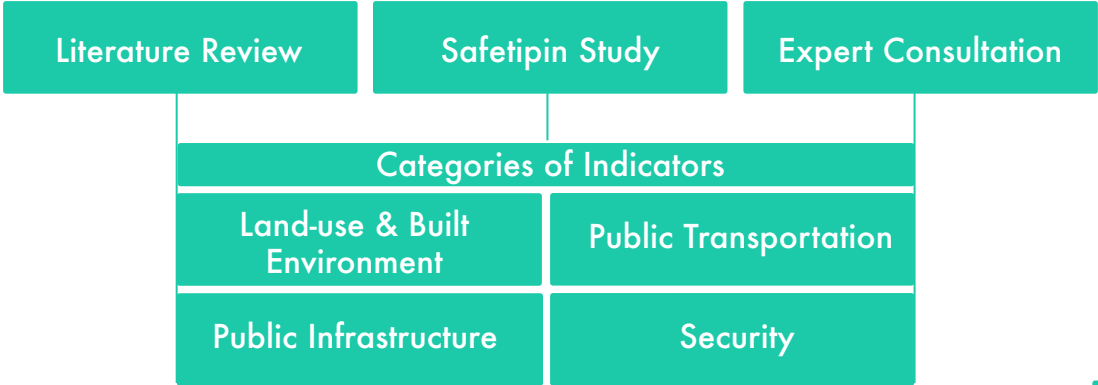 Literature Review
Safetipin Study
Expert Consultation
Categories of Indicators
Land-use & Built
Environment
Public Transportation
Public Infrastructure
Security